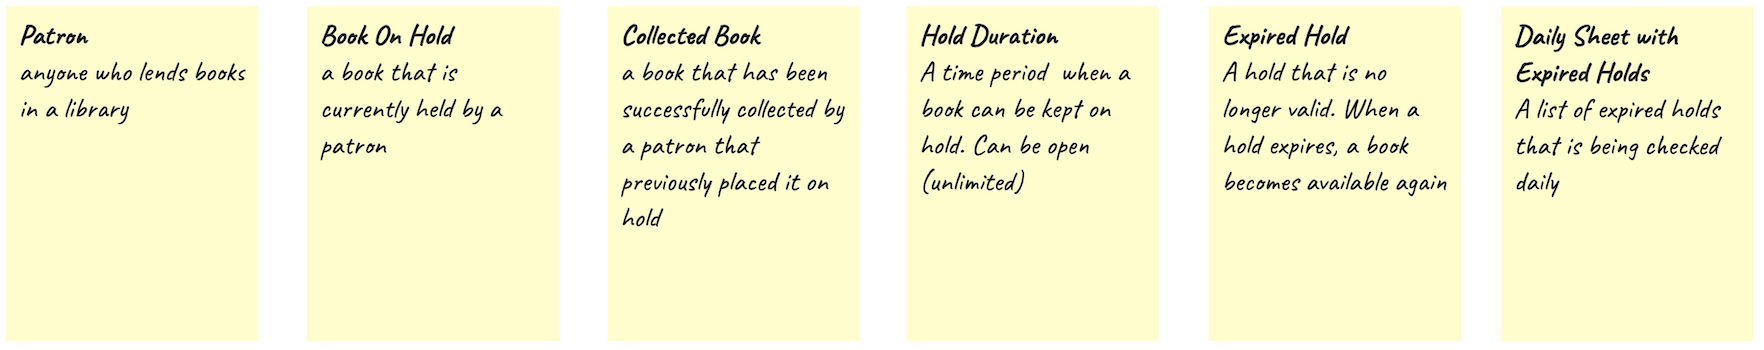 Patron
anyone who lends books
in a library
Book On Hold
a book that is
currently held by a
patron
Collected Book
a book that has been
successfully collected by
a patron that
previously placed it on
hold
Hold Duration
A time period when a
book can be kept on
hold. Can be open
(unlimited)
Expired Hold
A hold that is no
longer valid. When a
hold expires, a book
becomes available again
Daily Sheet with
Expired Holds
A list of expired holds
that is being checked
daily